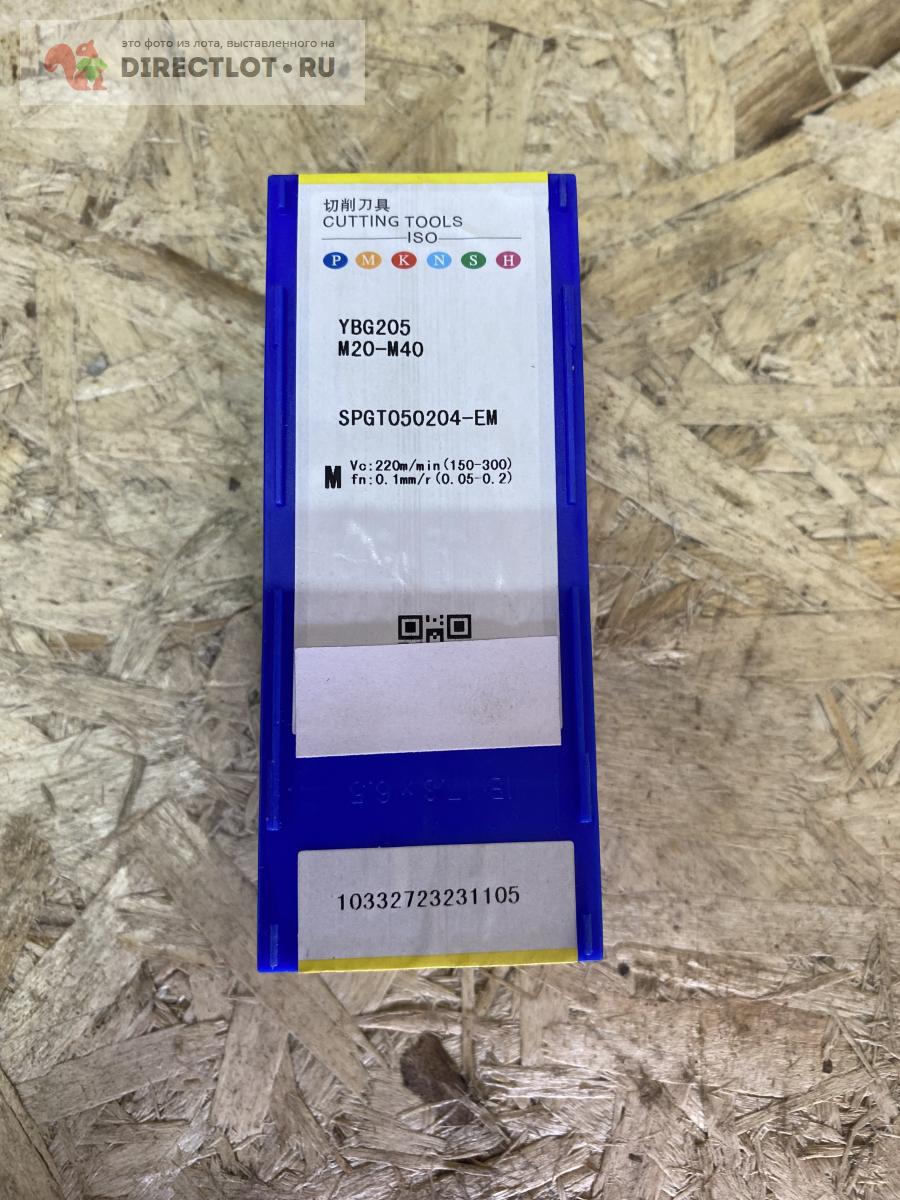 это фото из лота, выставленного на
DIRECTLOT•RU
切削刀具
CUTTING TOOLS
ISO
P M K N S H
YBG205
M20-M40
SPGT050204-EM
M Vc:220m/min(150-300)
fn:0.1mm/r(0.05-0.2)
10332723231105